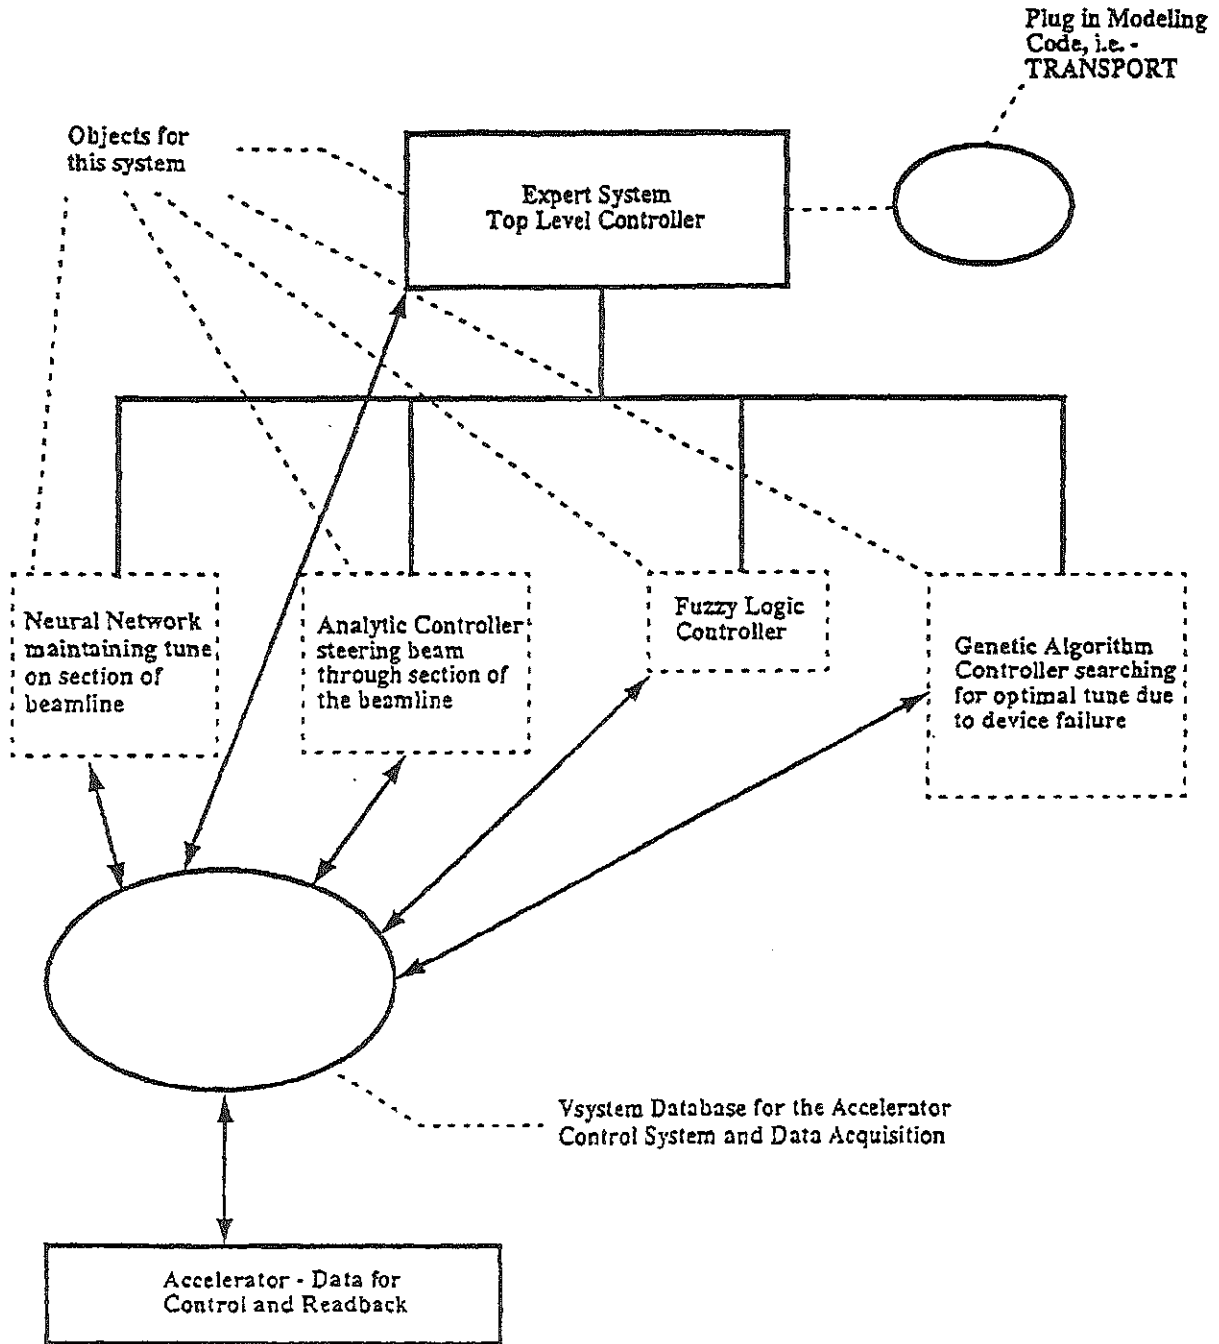 Plug in Modeling
Code, i.e. -
TRANSPORT
Objects for
this system
Expert System
Top Level Controller
Neural Network
maintaining tune
on section of
beamline
Analytic Controller
steering beam
through section of
the beamline
Fuzzy Logic
Controller
Genetic Algorithm
Controller searching
for optimal tune due
to device failure
Vsystem Database for the Accelerator
Control System and Data Acquisition
Accelerator - Data for
Control and Readback